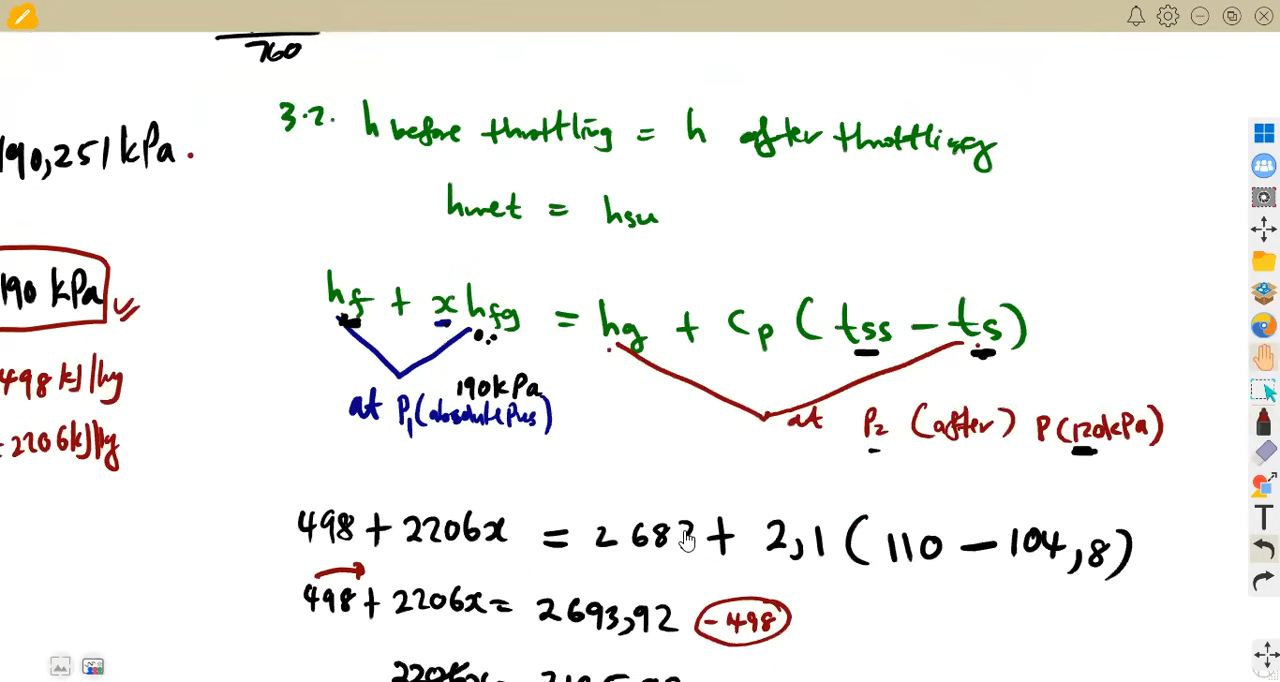 760
3.2. h before throttling = h after throttling
190,251 kPa.
hwet = hsu
190 kPa
hf + x hfg = hg + Cp ( tss - ts )
498 kJ/kg
190kPa
at P1 (absolute Pres)
at P2 (after) P(120kPa)
2206 kJ/kg
498 + 2206x = 2683 + 2,1 ( 110 - 104,8 )
498 + 2206x = 2693,92 -498
T